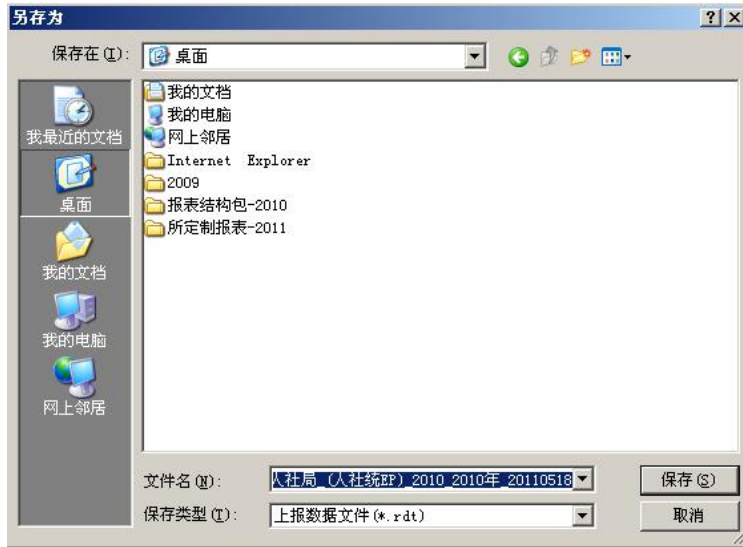 另存为
保存在(I):
桌面
我最近的文档
桌面
我的文档
我的电脑
网上邻居
我的文档
我的电脑
网上邻居
Internet Explorer
2009
报表结构包-2010
所定制报表-2011
文件名(N):
人社局_(人社统EP)_2010_2010年_20110518
保存(S)
保存类型(T):
上报数据文件(*.rdt)
取消